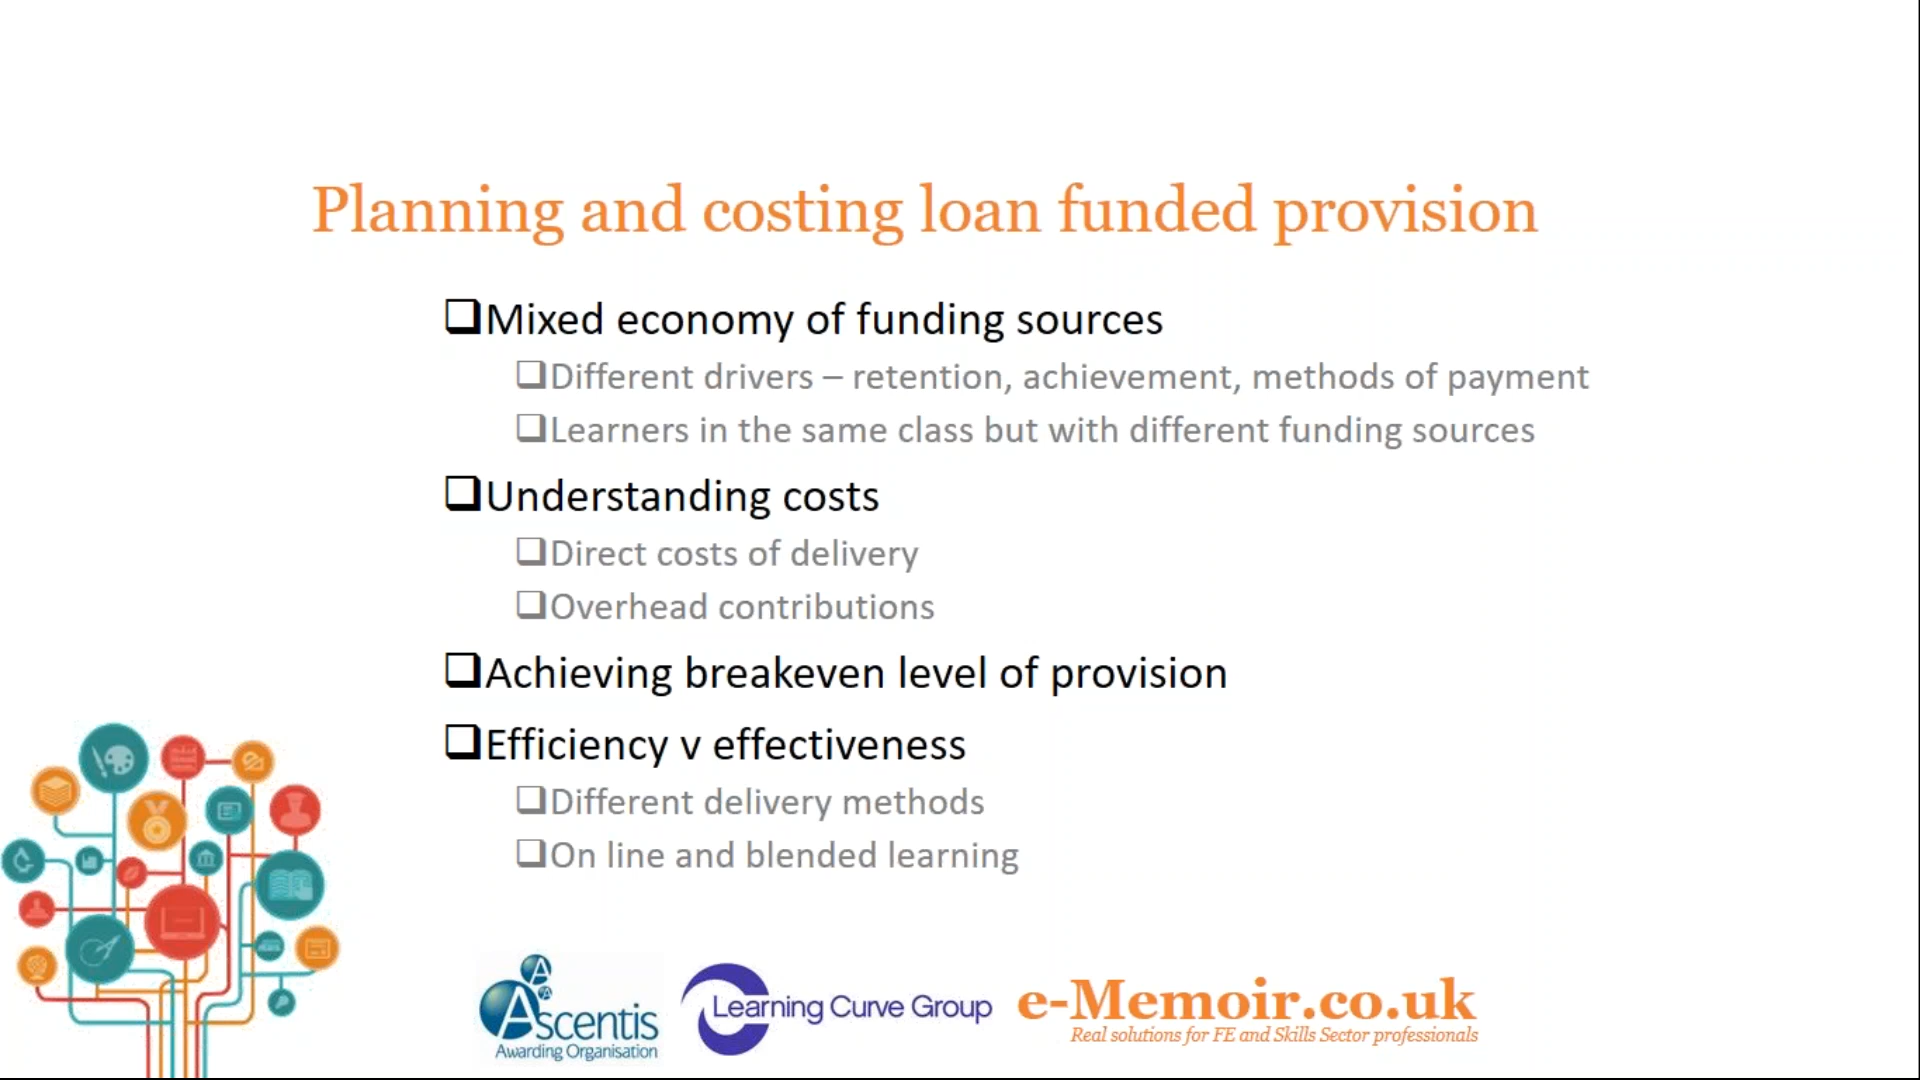 Planning and costing loan funded provision
❑Mixed economy of funding sources
❑Different drivers – retention, achievement, methods of payment
❑Learners in the same class but with different funding sources
❑Understanding costs
❑Direct costs of delivery
❑Overhead contributions
❑Achieving breakeven level of provision
❑Efficiency v effectiveness
❑Different delivery methods
❑On line and blended learning
Ascentis
Awarding Organisation
Learning Curve Group
e-Memoir.co.uk
Real solutions for FE and Skills Sector professionals